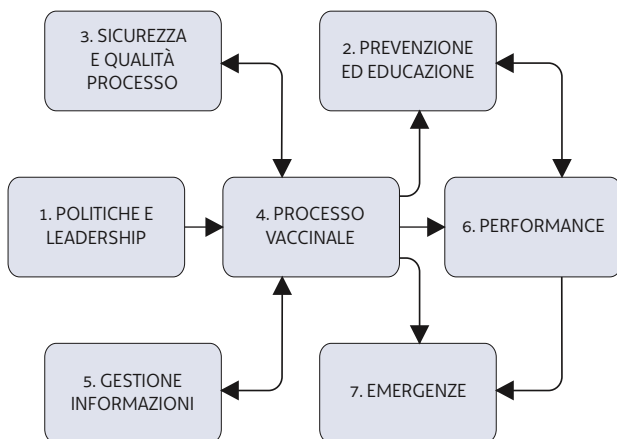 3. SICUREZZA
E QUALITÀ
PROCESSO
2. PREVENZIONE
ED EDUCAZIONE
1. POLITICHE E
LEADERSHIP
4. PROCESSO
VACCINALE
6. PERFORMANCE
5. GESTIONE
INFORMAZIONI
7. EMERGENZE